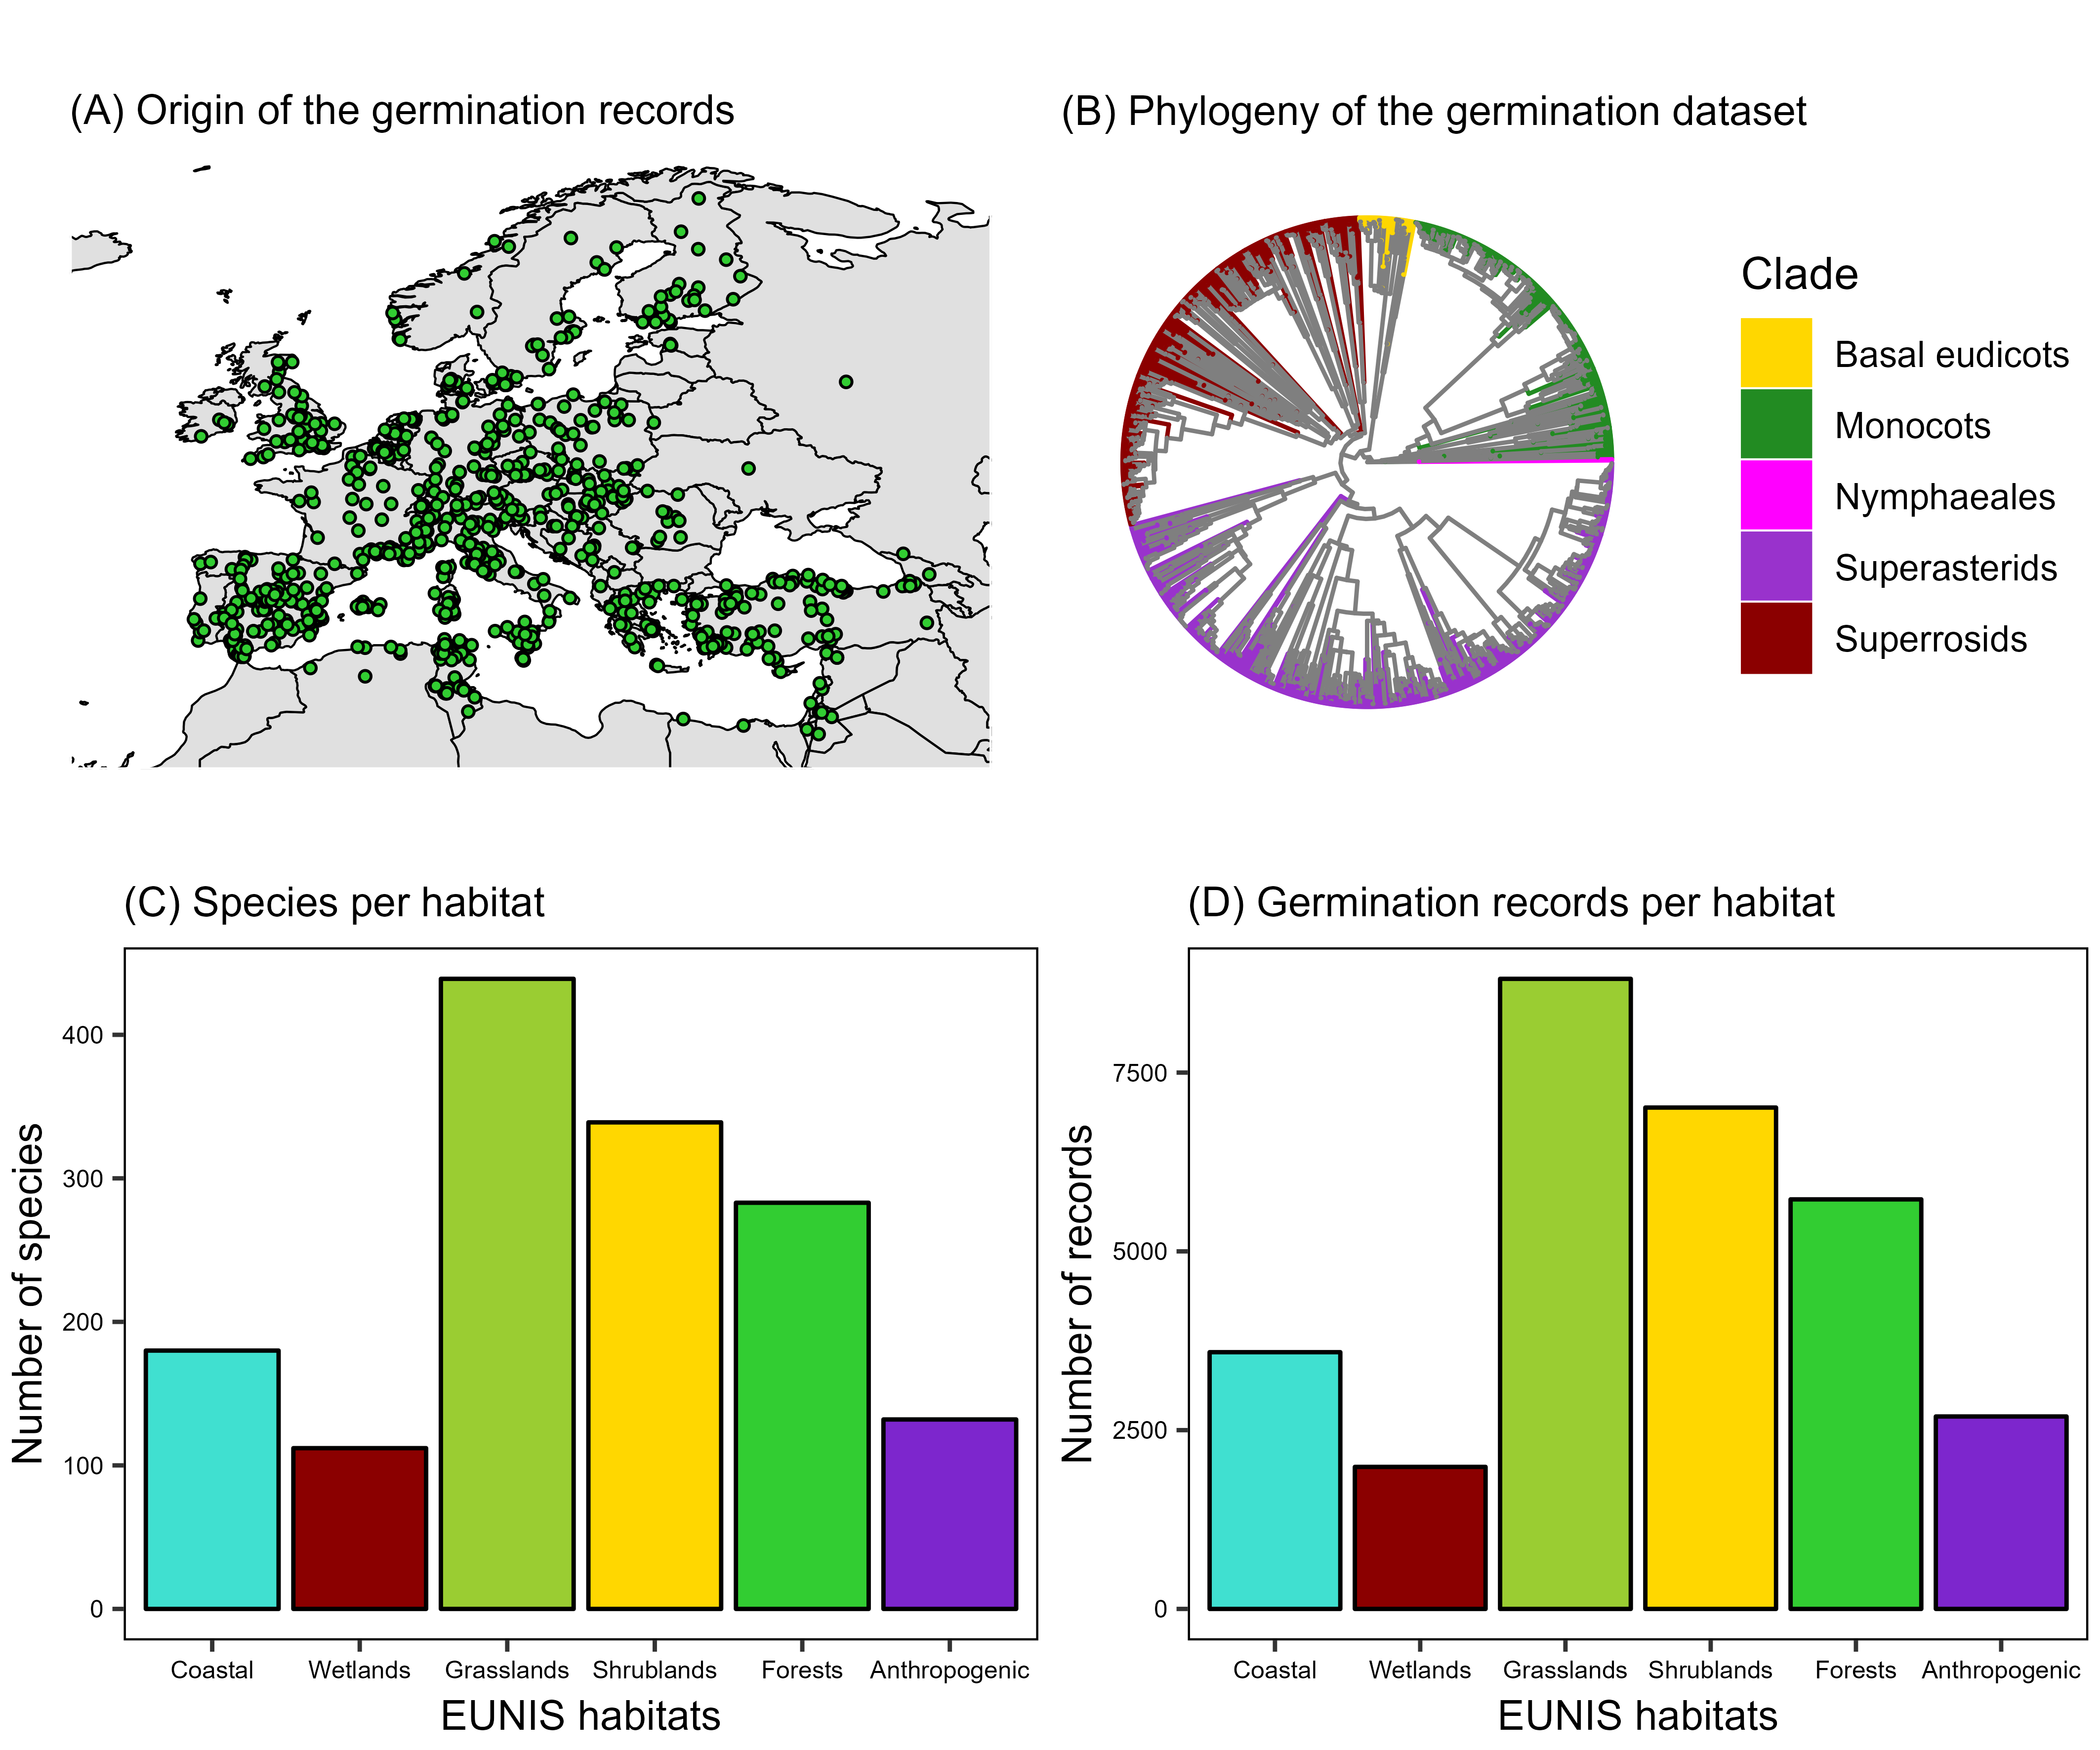 (A) Origin of the germination records
(B) Phylogeny of the germination dataset
Clade
Basal eudicots
Monocots
Nymphaeales
Superasterids
Superrosids
(C) Species per habitat
Number of species
400
300
200
100
0
Coastal Wetlands Grasslands Shrublands Forests Anthropogenic
EUNIS habitats
(D) Germination records per habitat
Number of records
7500
5000
2500
0
Coastal Wetlands Grasslands Shrublands Forests Anthropogenic
EUNIS habitats